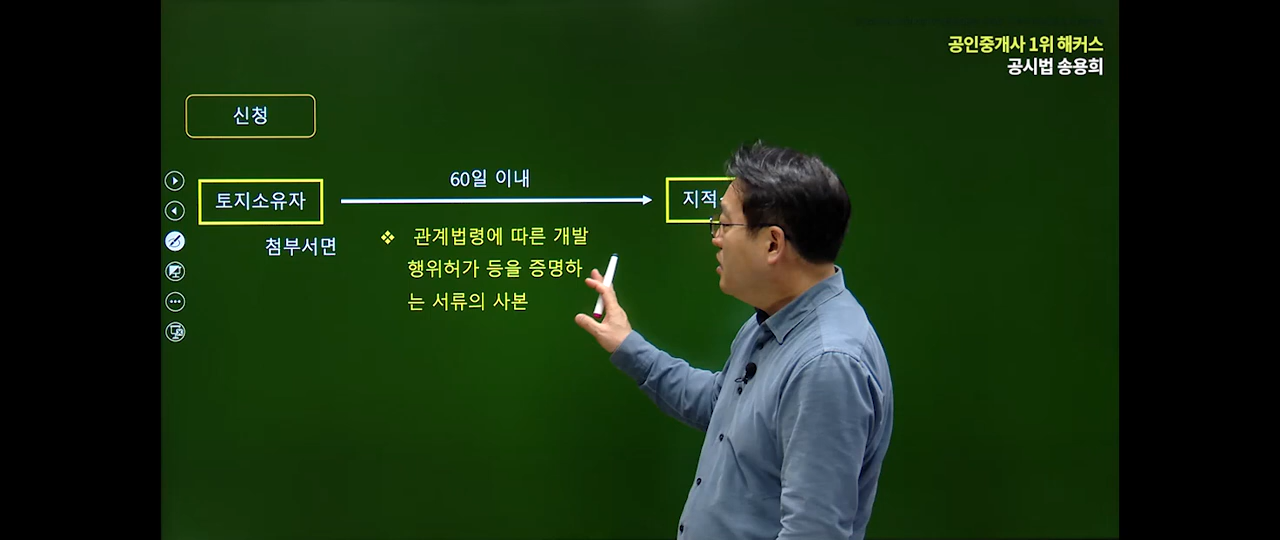 공인중개사 1위 해커스
공시법 송용희
신청
60일 이내
토지소유자
지적
첨부서면
❖ 관계법령에 따른 개발
행위허가 등을 증명하
는 서류의 사본